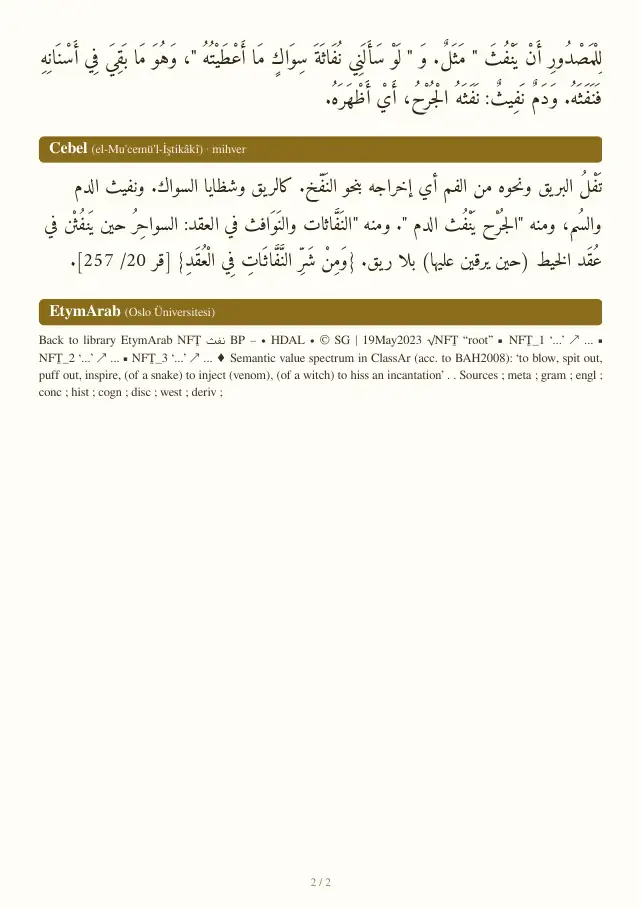 لِلْمَصْدُورِ أَنْ يَنْفُثَ " مَثَلٌ. وَ " لَوْ سَأَلَنِي نُفَاثَةَ سِوَاكٍ مَا أَعْطَيْتُهُ "، وَهُوَ مَا بَقِيَ فِي أَسْنَانِهِ
فَنَفَثَهُ. وَدَمٌ نَفِيثٌ: نَفَثَهُ الْجُرْحُ، أَيْ أَظْهَرَهُ.
Cebel (el-Mu'cemü'l-İştikâkî) · mihver
تَفْلُ البريق ونحوه من الفم أي إخراجه بنحو النَفّخ. كالريق وشظايا السواك. ونفيث الدم
والسُم، ومنه "الجُرْح يَنْفُث الدم ". ومنه "النَفَّاثات والنَوَافث في العقد: السواحِرُ حين يَنفُثْن في
عُقَد الخيط (حين يرقين عليها) بلا ريق. {وَمِنْ شَرِّ النَّفَّاثَاتِ فِي الْعُقَدِ} [قر 20/ 257].
EtymArab (Oslo Üniversitesi)
Back to library EtymArab NFṮ نفث BP – • HDAL • © SG | 19May2023 √NFṮ “root” ▪ NFṮ_1 ‘...’ ↗ ... ▪
NFṮ_2 ‘...’ ↗ ... ▪ NFṮ_3 ‘...’ ↗ ... ♦ Semantic value spectrum in ClassAr (acc. to BAH2008): ‘to blow, spit out,
puff out, inspire, (of a snake) to inject (venom), (of a witch) to hiss an incantation’ . . Sources ; meta ; gram ; engl ;
conc ; hist ; cogn ; disc ; west ; deriv ;
2 / 2